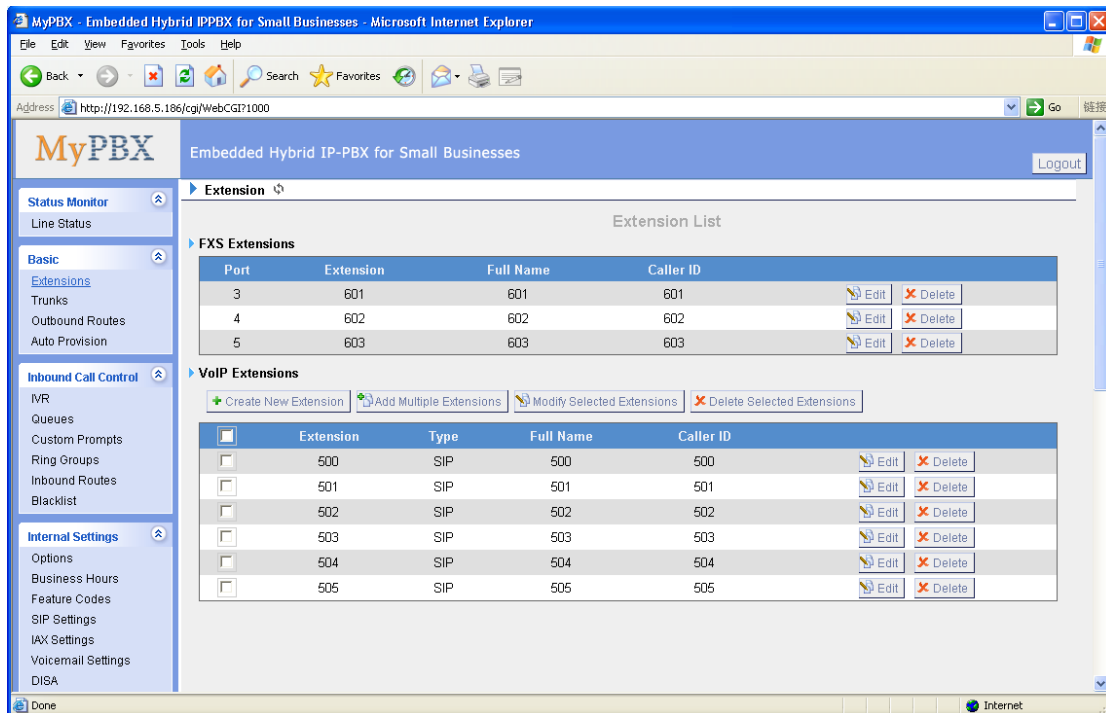 MyPBX - Embedded Hybrid IPPBX for Small Businesses - Microsoft Internet Explorer
File Edit View Favorites Tools Help
Back Search Favorites
Address http://192.168.5.186/cgi/WebCGI?1000 Go 链接
MyPBX
Embedded Hybrid IP-PBX for Small Businesses
Logout
Status Monitor
Line Status
Basic
Extensions
Trunks
Outbound Routes
Auto Provision
Inbound Call Control
IVR
Queues
Custom Prompts
Ring Groups
Inbound Routes
Blacklist
Internal Settings
Options
Business Hours
Feature Codes
SIP Settings
IAX Settings
Voicemail Settings
DISA
Extension
Extension List
FXS Extensions
Port Extension Full Name Caller ID
3 601 601 601 Edit Delete
4 602 602 602 Edit Delete
5 603 603 603 Edit Delete
VoIP Extensions
Create New Extension Add Multiple Extensions Modify Selected Extensions Delete Selected Extensions
Extension Type Full Name Caller ID
500 SIP 500 500 Edit Delete
501 SIP 501 501 Edit Delete
502 SIP 502 502 Edit Delete
503 SIP 503 503 Edit Delete
504 SIP 504 504 Edit Delete
505 SIP 505 505 Edit Delete
Done Internet